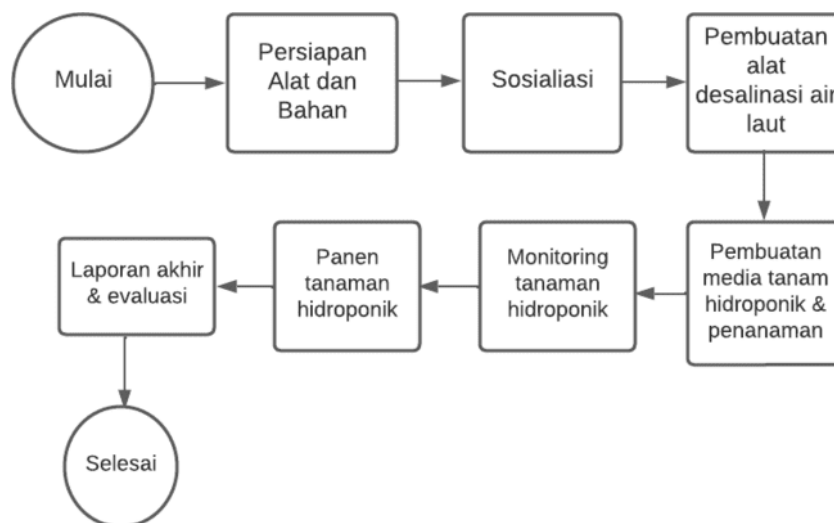 Mulai
Persiapan
Alat dan
Bahan
Sosialiasi
Pembuatan
alat
desalinasi air
laut
Pembuatan
media tanam
hidroponik &
penanaman
Monitoring
tanaman
hidroponik
Panen
tanaman
hidroponik
Laporan akhir
& evaluasi
Selesai